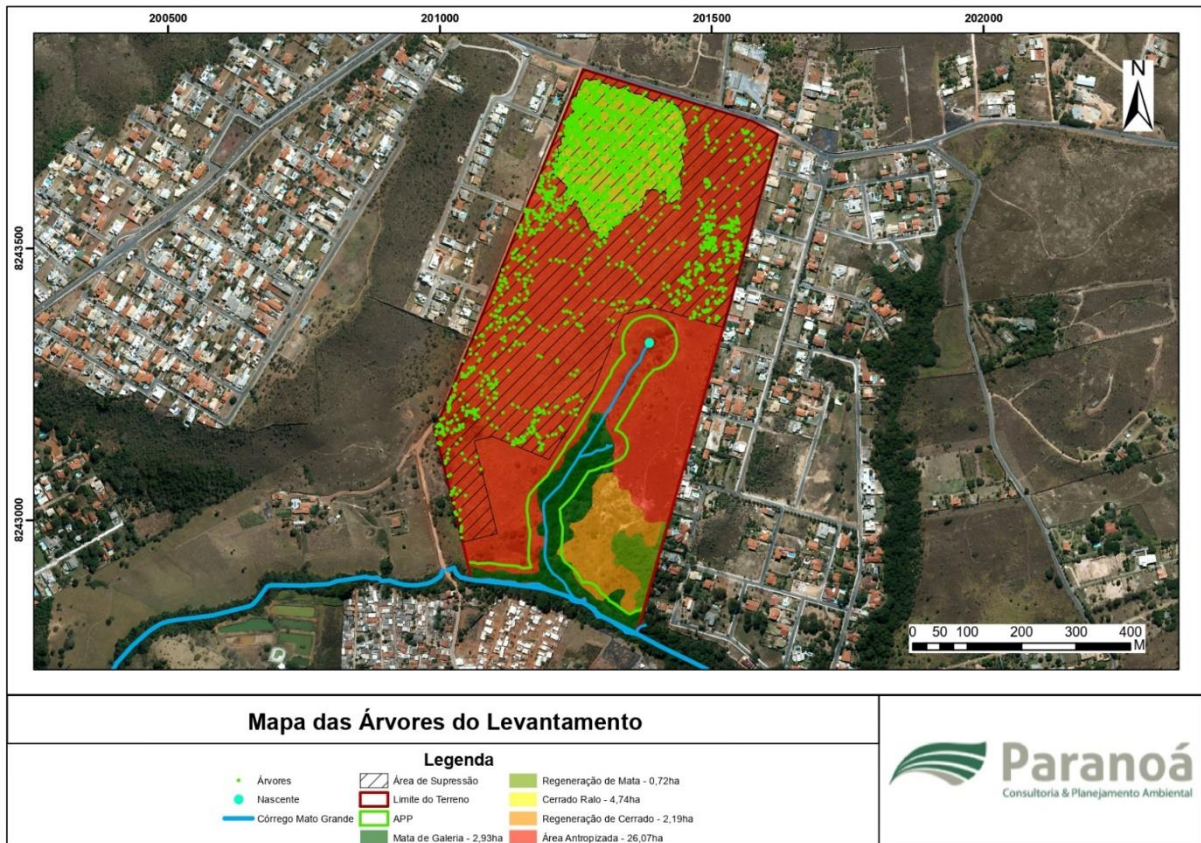 200500 201000 201500 202000
N
8243500
8243000
0 50 100 200 300 400
M
Mapa das Árvores do Levantamento
Legenda
Árvores
Nascente
Córrego Mato Grande
Área de Supressão
Limite do Terreno
APP
Mata de Galeria - 2,93ha
Regeneração de Mata - 0,72ha
Cerrado Ralo - 4,74ha
Regeneração de Cerrado - 2,19ha
Área Antropizada - 26,07ha
Paranoá
Consultoria & Planejamento Ambiental